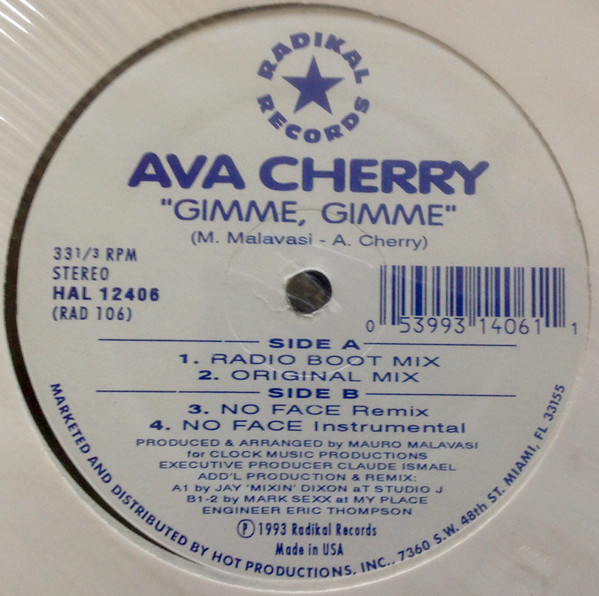 RADIKAL
RECORDS
AVA CHERRY
"GIMME, GIMME"
(M. Malavasi - A. Cherry)
33 1/3 RPM
STEREO
HAL 12406
(RAD 106)
0 53993 14061 1
SIDE A
1. RADIO BOOT MIX
2. ORIGINAL MIX
SIDE B
3. NO FACE Remix
4. NO FACE Instrumental
PRODUCED & ARRANGED by MAURO MALAVASI
for CLOCK MUSIC PRODUCTIONS
EXECUTIVE PRODUCER CLAUDE ISMAEL
ADD'L PRODUCTION & REMIX:
A1 by JAY 'MIXIN' DIXON aT STUDIO J
B1-2 by MARK SEXX aT MY PLACE
ENGINEER ERIC THOMPSON
Ⓟ 1993 Radikal Records
Made in USA
MARKETED AND DISTRIBUTED BY HOT PRODUCTIONS, INC., 7360 S.W. 48th ST. MIAMI, FL 33155